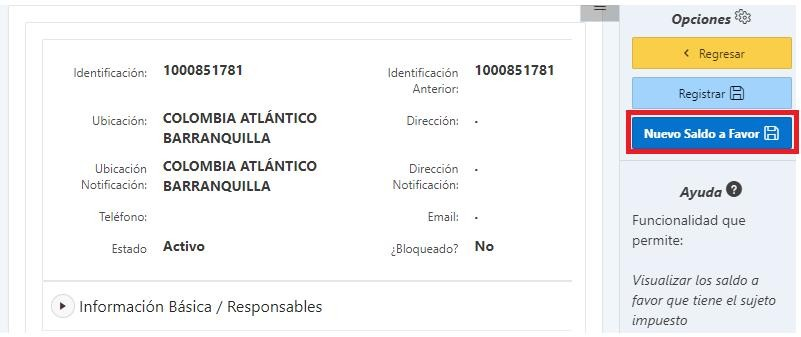 Identificación: 1000851781 Identificación Anterior: 1000851781
Ubicación: COLOMBIA ATLÁNTICO BARRANQUILLA Dirección: .
Ubicación Notificación: COLOMBIA ATLÁNTICO BARRANQUILLA Dirección Notificación: .
Teléfono: Email: .
Estado Activo ¿Bloqueado? No
Información Básica / Responsables
Opciones
Regresar
Registrar
Nuevo Saldo a Favor
Ayuda
Funcionalidad que
permite:
Visualizar los saldo a
favor que tiene el sujeto
impuesto